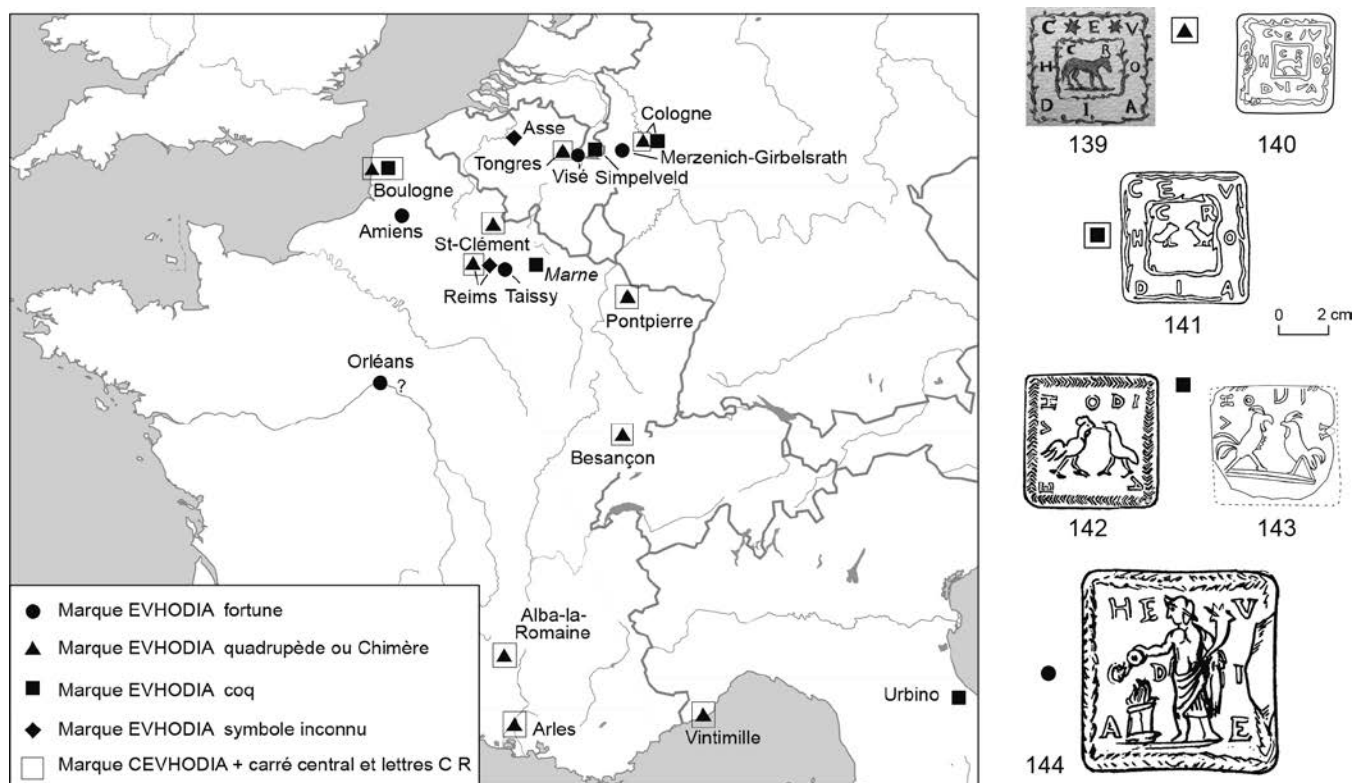 Cologne
Asse
Tongres
Merzenich-Girbelsrath
Visé
Simpelveld
Boulogne
Amiens
St-Clément
Marne
Reims
Taissy
Pontpierre
Orléans
?
Besançon
Alba-la-
Romaine
Urbino
Arles
Vintimille
Marque EVHODIA fortune
Marque EVHODIA quadrupède ou Chimère
Marque EVHODIA coq
Marque EVHODIA symbole inconnu
Marque CEVHODIA + carré central et lettres C R
C E V
C R
H O
D I A
139
C E V
C R
H O
D I A
140
C E V
C R
H O
D I A
141
0 2 cm
V H O D I
E A
142
V H O D I
143
H E V
D I
A E
144